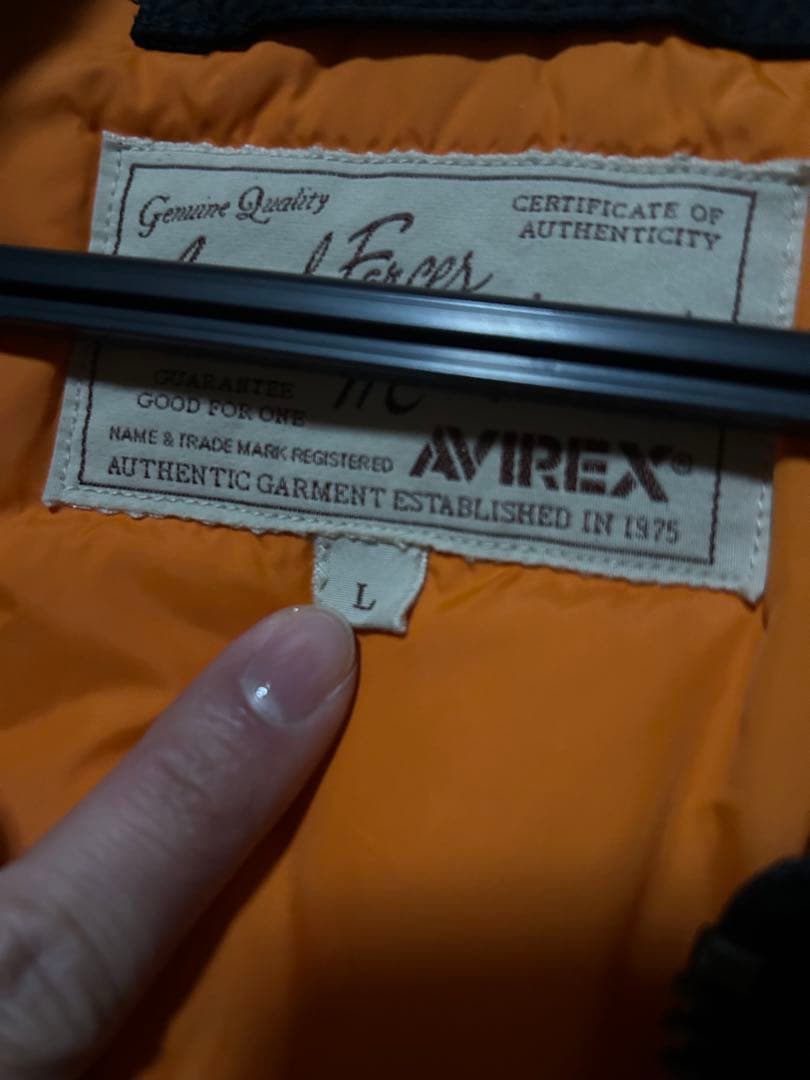 Genuine Quality
CERTIFICATE OF
AUTHENTICITY
Forces
GUARANTEE
GOOD FOR ONE
NAME & TRADE MARK REGISTERED
AVIREX®
AUTHENTIC GARMENT ESTABLISHED IN 1975
L